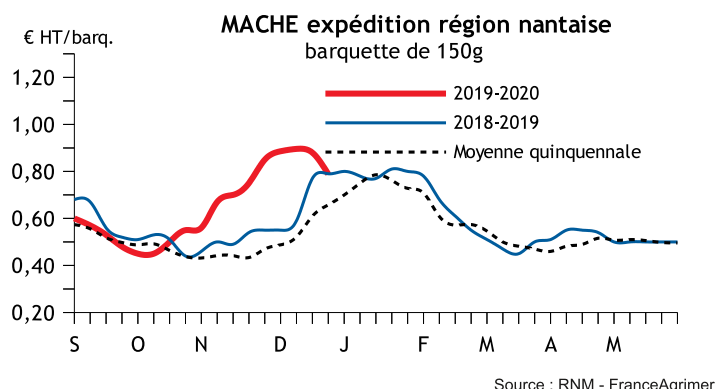 MACHE expédition région nantaise
€ HT/barq.
barquette de 150g
1,20
1,00
0,80
0,60
0,40
0,20
2019-2020
2018-2019
Moyenne quinquennale
S O N D J F M A M
Source : RNM - FranceAgrimer